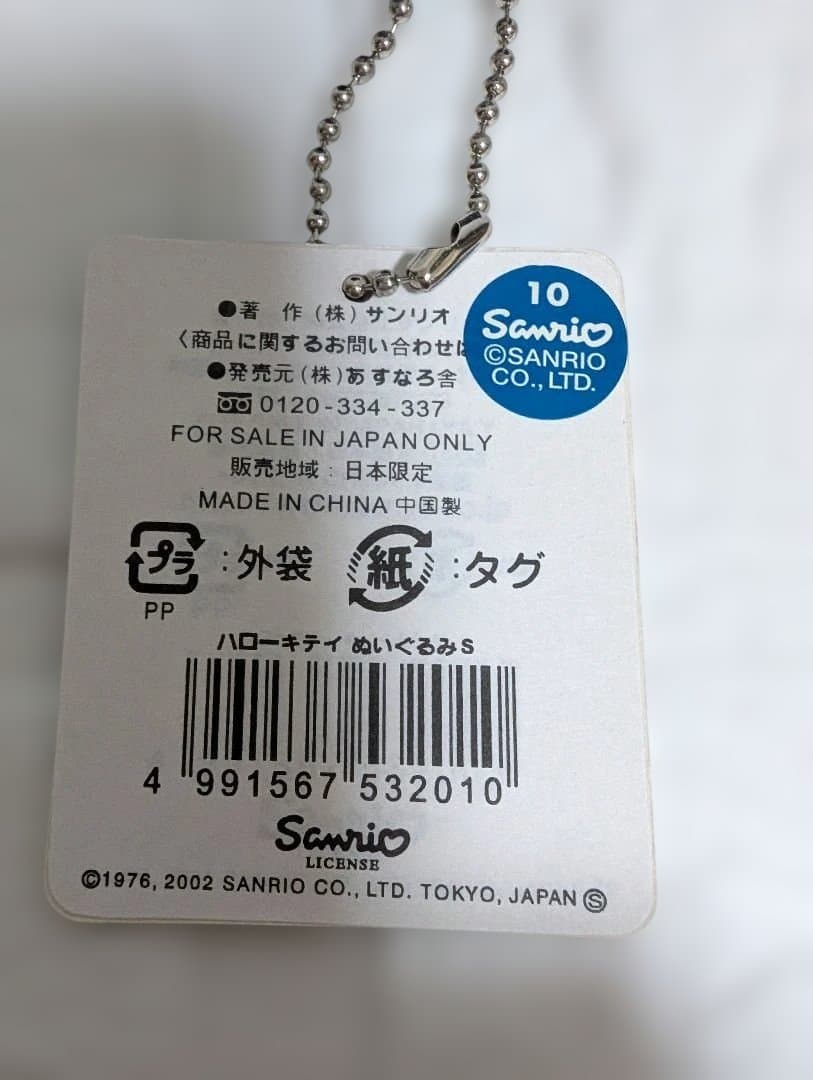 ●著　作(株)サンリオ
〈商品に関するお問い合わせは
●発売元(株)あすなろ舎
0120-334-337
FOR SALE IN JAPAN ONLY
販売地域：日本限定
MADE IN CHINA 中国製
10
Sanrio
©SANRIO
CO., LTD.
プラ :外袋 紙 :タグ
PP
ハローキティ ぬいぐるみS
4 991567 532010
Sanrio
LICENSE
©1976, 2002 SANRIO CO., LTD. TOKYO, JAPAN Ⓢ